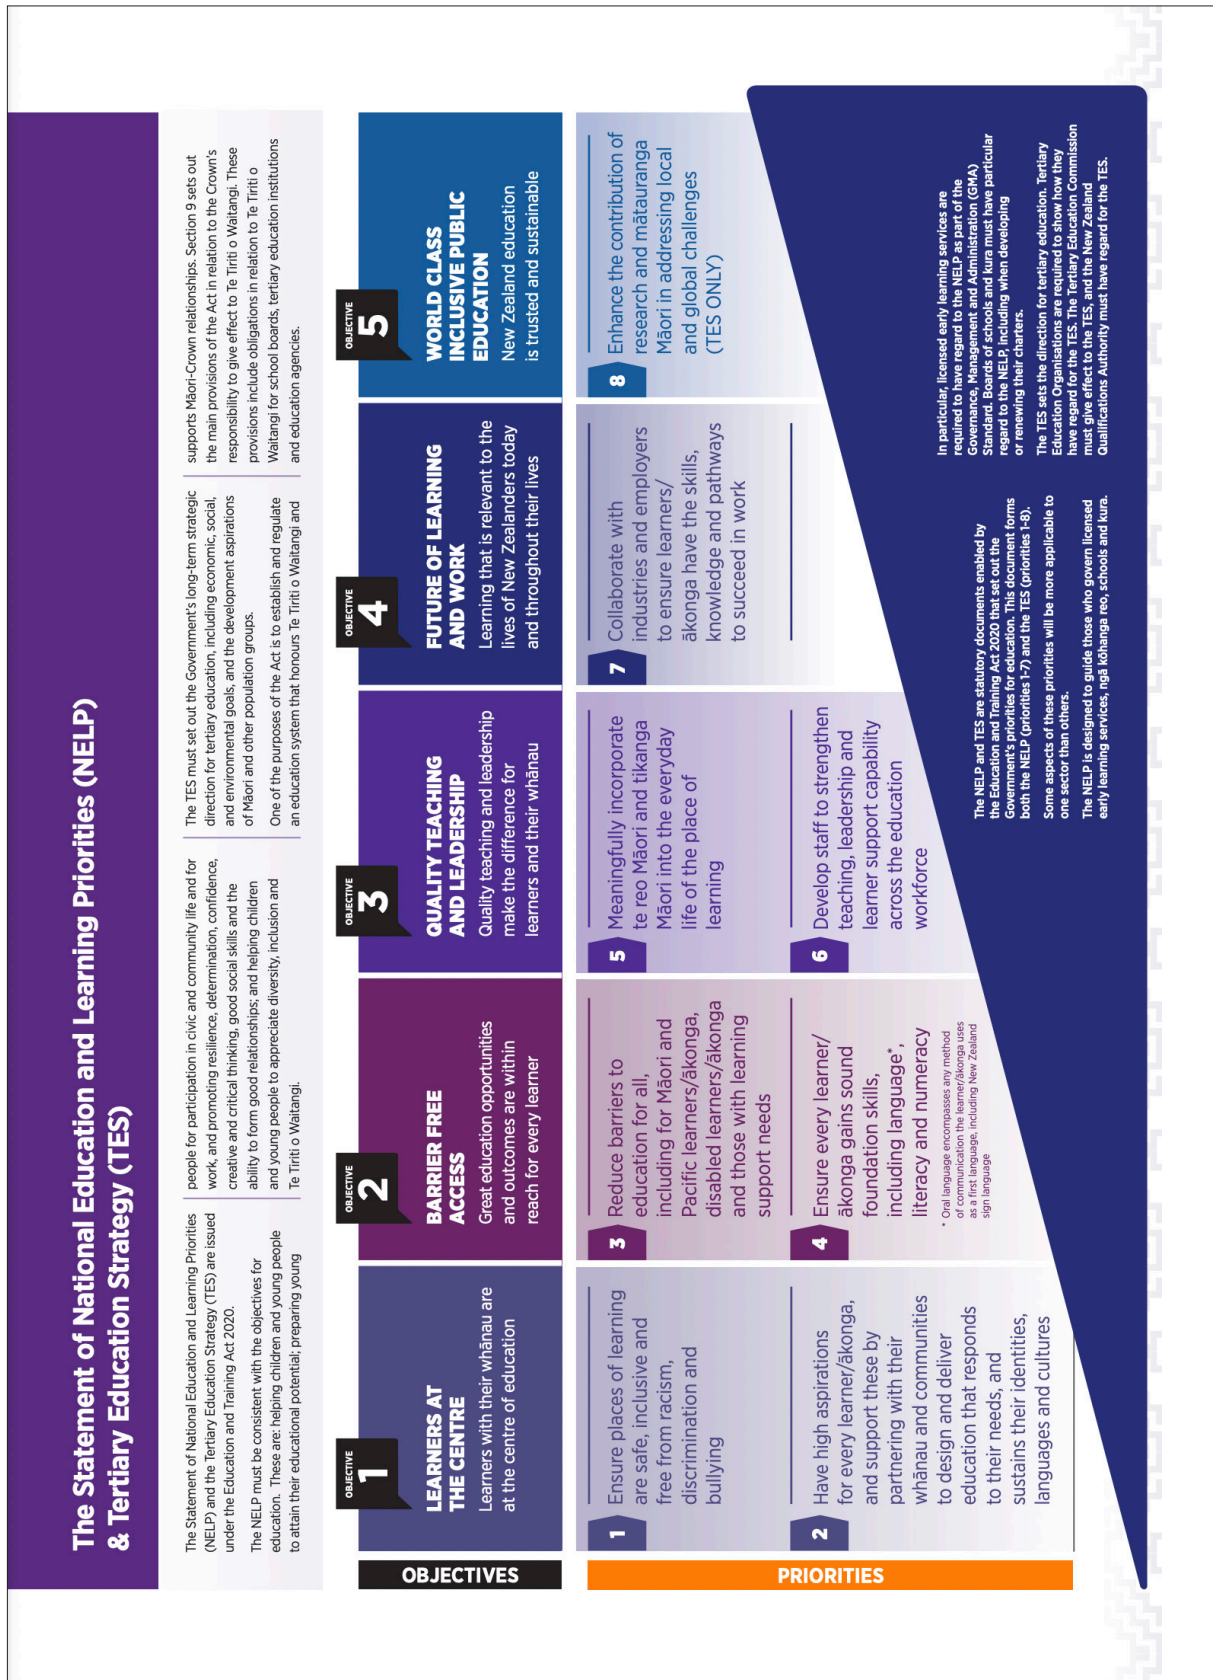 The Statement of National Education and Learning Priorities (NELP)
& Tertiary Education Strategy (TES)
The Statement of National Education and Learning Priorities
(NELP) and the Tertiary Education Strategy (TES) are issued
under the Education and Training Act 2020.
The NELP must be consistent with the objectives for
education. These are: helping children and young people
to attain their educational potential; preparing young
people for participation in civic and community life and for
work, and promoting resilience, determination, confidence,
creative and critical thinking, good social skills and the
ability to form good relationships; and helping children
and young people to appreciate diversity, inclusion and
Te Tiriti o Waitangi.
The TES must set out the Government's long-term strategic
direction for tertiary education, including economic, social,
and environmental goals, and the development aspirations
of Māori and other population groups.
One of the purposes of the Act is to establish and regulate
an education system that honours Te Tiriti o Waitangi and
supports Māori-Crown relationships. Section 9 sets out
the main provisions of the Act in relation to the Crown's
responsibility to give effect to Te Tiriti o Waitangi. These
provisions include obligations in relation to Te Tiriti o
Waitangi for school boards, tertiary education institutions
and education agencies.
OBJECTIVES
OBJECTIVE
1
LEARNERS AT
THE CENTRE
Learners with their whānau are
at the centre of education
OBJECTIVE
2
BARRIER FREE
ACCESS
Great education opportunities
and outcomes are within
reach for every learner
OBJECTIVE
3
QUALITY TEACHING
AND LEADERSHIP
Quality teaching and leadership
make the difference for
learners and their whānau
OBJECTIVE
4
FUTURE OF LEARNING
AND WORK
Learning that is relevant to the
lives of New Zealanders today
and throughout their lives
OBJECTIVE
5
WORLD CLASS
INCLUSIVE PUBLIC
EDUCATION
New Zealand education
is trusted and sustainable
PRIORITIES
1
Ensure places of learning
are safe, inclusive and
free from racism,
discrimination and
bullying
2
Have high aspirations
for every learner/ākonga,
and support these by
partnering with their
whānau and communities
to design and deliver
education that responds
to their needs, and
sustains their identities,
languages and cultures
3
Reduce barriers to
education for all,
including for Māori and
Pacific learners/ākonga,
disabled learners/ākonga
and those with learning
support needs
4
Ensure every learner/
ākonga gains sound
foundation skills,
including language*,
literacy and numeracy
* Oral language encompasses any method
of communication the learner/ākonga uses
as a first language, including New Zealand
sign language
5
Meaningfully incorporate
te reo Māori and tikanga
Māori into the everyday
life of the place of
learning
6
Develop staff to strengthen
teaching, leadership and
learner support capability
across the education
workforce
7
Collaborate with
industries and employers
to ensure learners/
ākonga have the skills,
knowledge and pathways
to succeed in work
8
Enhance the contribution of
research and mātauranga
Māori in addressing local
and global challenges
(TES ONLY)
The NELP and TES are statutory documents enabled by
the Education and Training Act 2020 that set out the
Government's priorities for education. This document forms
both the NELP (priorities 1-7) and the TES (priorities 1-8).
Some aspects of these priorities will be more applicable to
one sector than others.
The NELP is designed to guide those who govern licensed
early learning services, ngā kōhanga reo, schools and kura.
In particular, licensed early learning services are
required to have regard to the NELP as part of the
Governance, Management and Administration (GMA)
Standard. Boards of schools and kura must have particular
regard to the NELP, including when developing
or renewing their charters.
The TES sets the direction for tertiary education. Tertiary
Education Organisations are required to show how they
have regard for the TES. The Tertiary Education Commission
must give effect to the TES, and the New Zealand
Qualifications Authority must have regard for the TES.